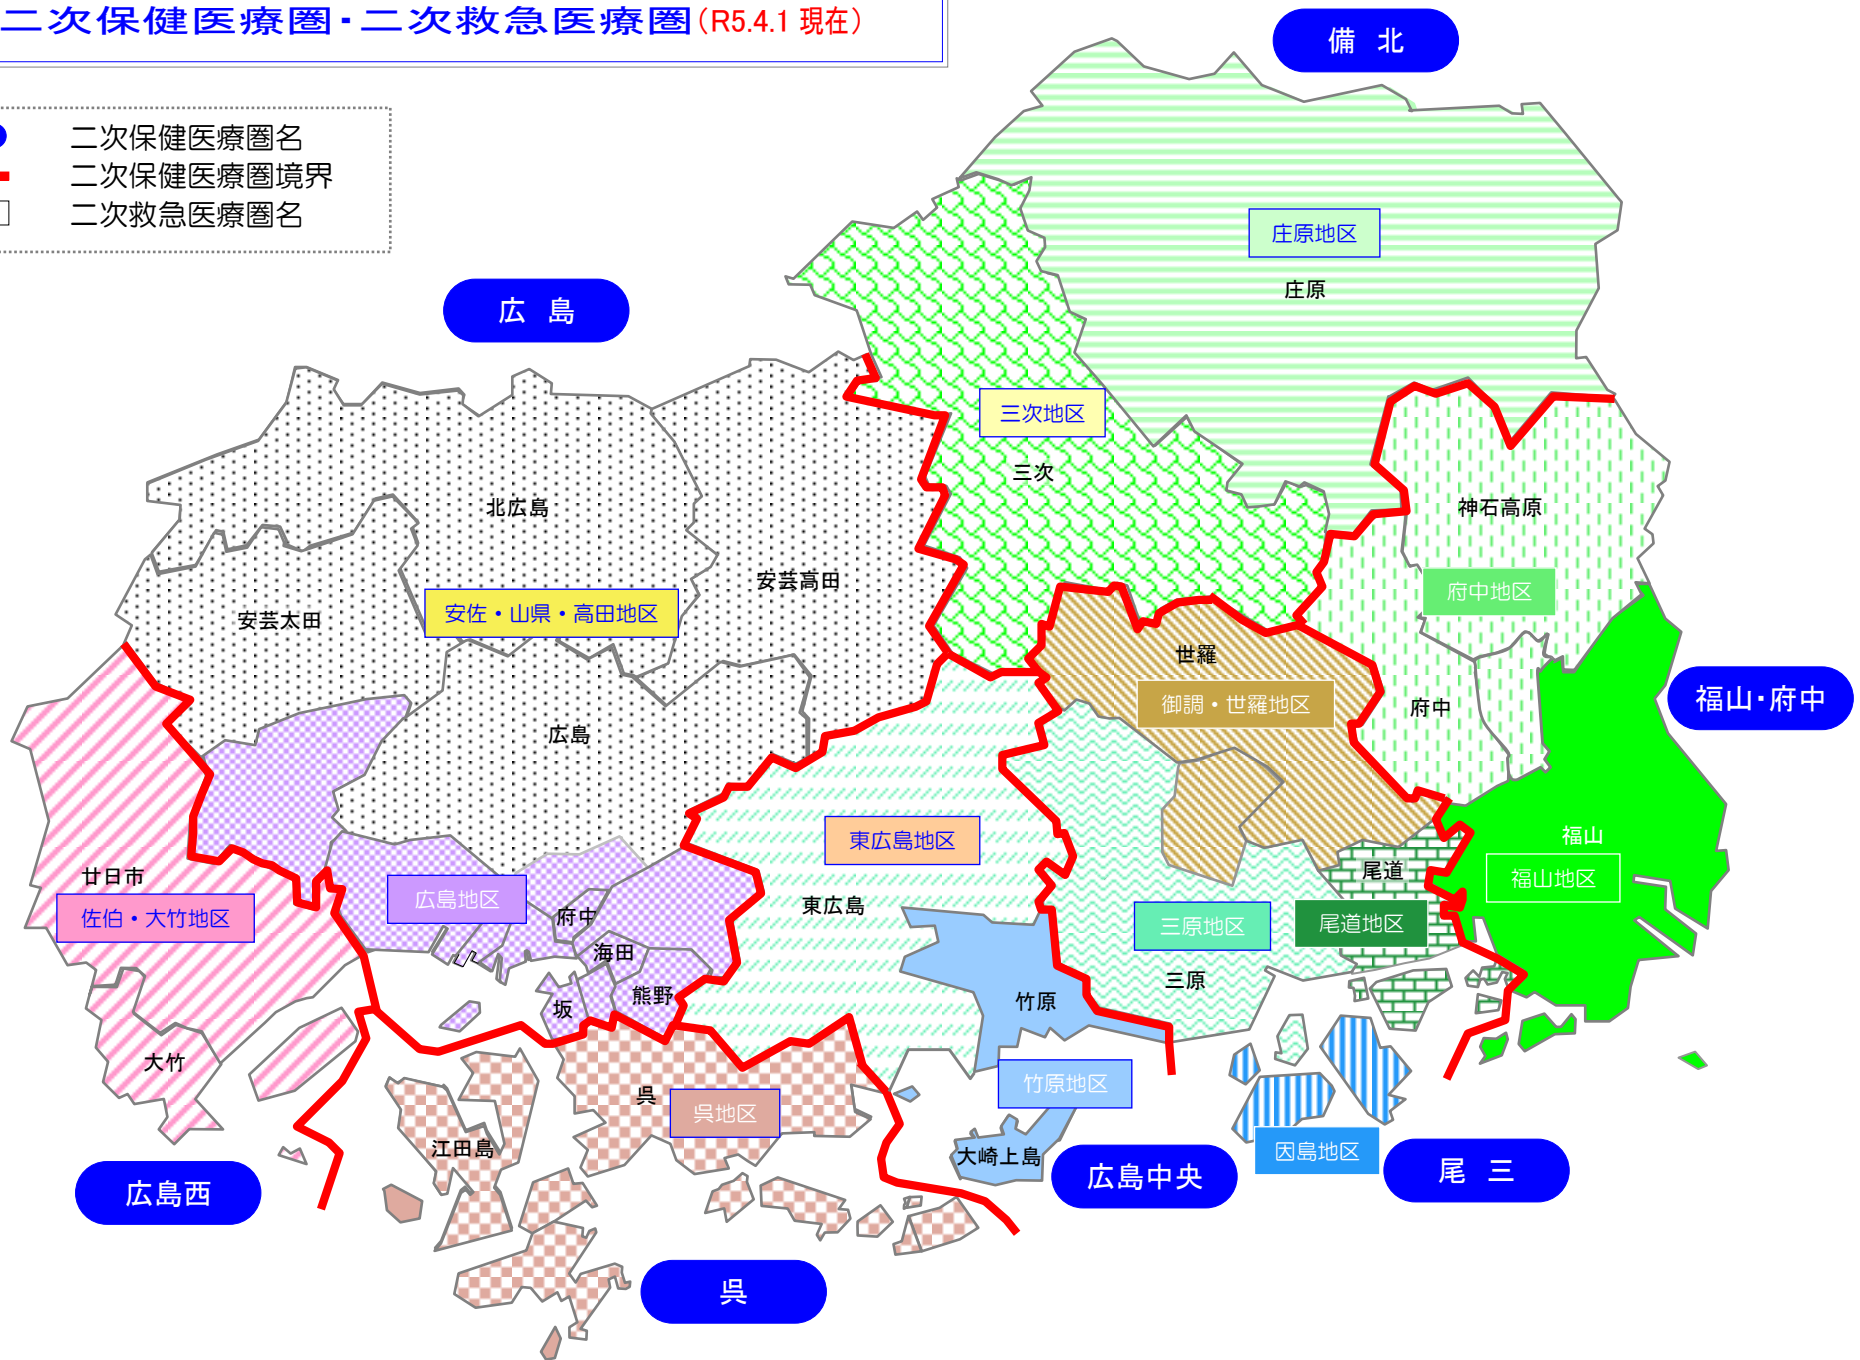 二次保健医療圏・二次救急医療圏(R5.4.1 現在)
二次保健医療圏名
二次保健医療圏境界
二次救急医療圏名
備 北
庄原地区
庄原
広 島
三次地区
三次
北広島
神石高原
安芸高田
府中地区
安佐・山県・高田地区
安芸太田
世羅
御調・世羅地区
府中
福山・府中
広島
福山
東広島地区
尾道
廿日市
福山地区
広島地区
東広島
佐伯・大竹地区
府中
三原地区
尾道地区
海田
三原
熊野
竹原
坂
大竹
竹原地区
呉
呉地区
江田島
大崎上島
因島地区
広島中央
尾 三
広島西
呉